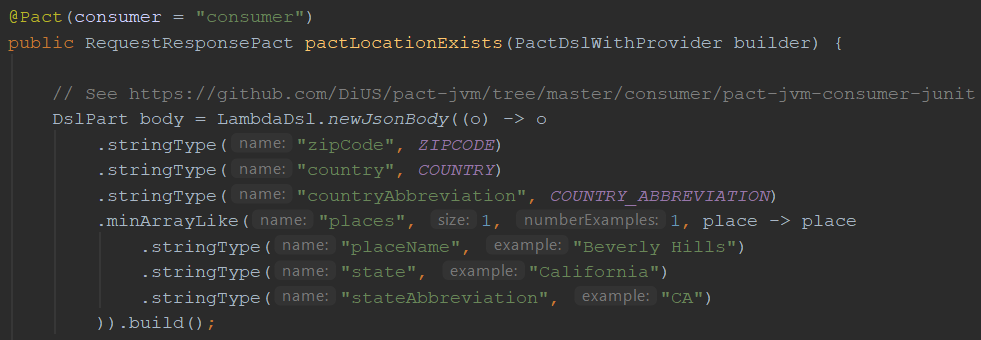 @Pact(consumer = "consumer")
public RequestResponsePact pactLocationExists(PactDslWithProvider builder) {
// See https://github.com/DiUS/pact-jvm/tree/master/consumer/pact-jvm-consumer-junit
DslPart body = LambdaDsl.newJsonBody((o) -> o
.stringType( name: "zipCode", ZIPCODE)
.stringType( name: "country", COUNTRY)
.stringType( name: "countryAbbreviation", COUNTRY_ABBREVIATION)
.minArrayLike( name: "places", size: 1, numberExamples: 1, place -> place
.stringType( name: "placeName", example: "Beverly Hills")
.stringType( name: "state", example: "California")
.stringType( name: "stateAbbreviation", example: "CA")
)).build();